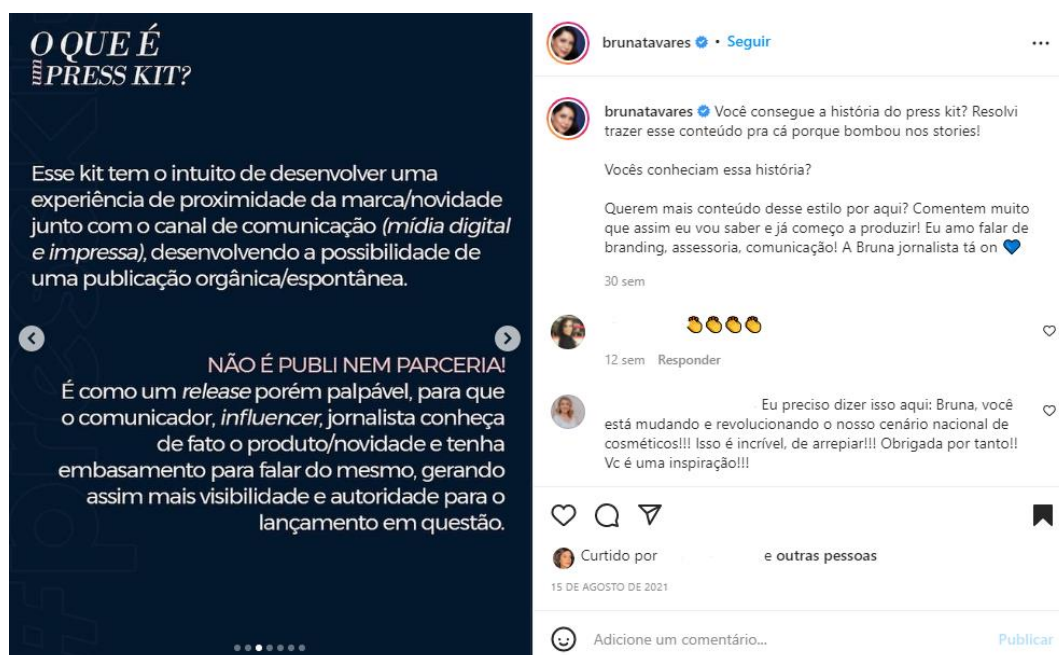 O QUE É
um PRESS KIT?
Esse kit tem o intuito de desenvolver uma
experiência de proximidade da marca/novidade
junto com o canal de comunicação (mídia digital
e impressa), desenvolvendo a possibilidade de
uma publicação orgânica/espontânea.
NÃO É PUBLI NEM PARCERIA!
É como um release porém palpável, para que
o comunicador, influencer, jornalista conheça
de fato o produto/novidade e tenha
embasamento para falar do mesmo, gerando
assim mais visibilidade e autoridade para o
lançamento em questão.
#presskit
brunatavares • Seguir
brunatavares Você consegue a história do press kit? Resolvi
trazer esse conteúdo pra cá porque bombou nos stories!
Vocês conheciam essa história?
Querem mais conteúdo desse estilo por aqui? Comentem muito
que assim eu vou saber e já começo a produzir! Eu amo falar de
branding, assessoria, comunicação! A Bruna jornalista tá on 💙
30 sem
👏👏👏👏
12 sem Responder
Eu preciso dizer isso aqui: Bruna, você
está mudando e revolucionando o nosso cenário nacional de
cosméticos!!! Isso é incrível, de arrepiar!!! Obrigada por tanto!!
Vc é uma inspiração!!!
Curtido por e outras pessoas
15 DE AGOSTO DE 2021
Adicione um comentário... Publicar